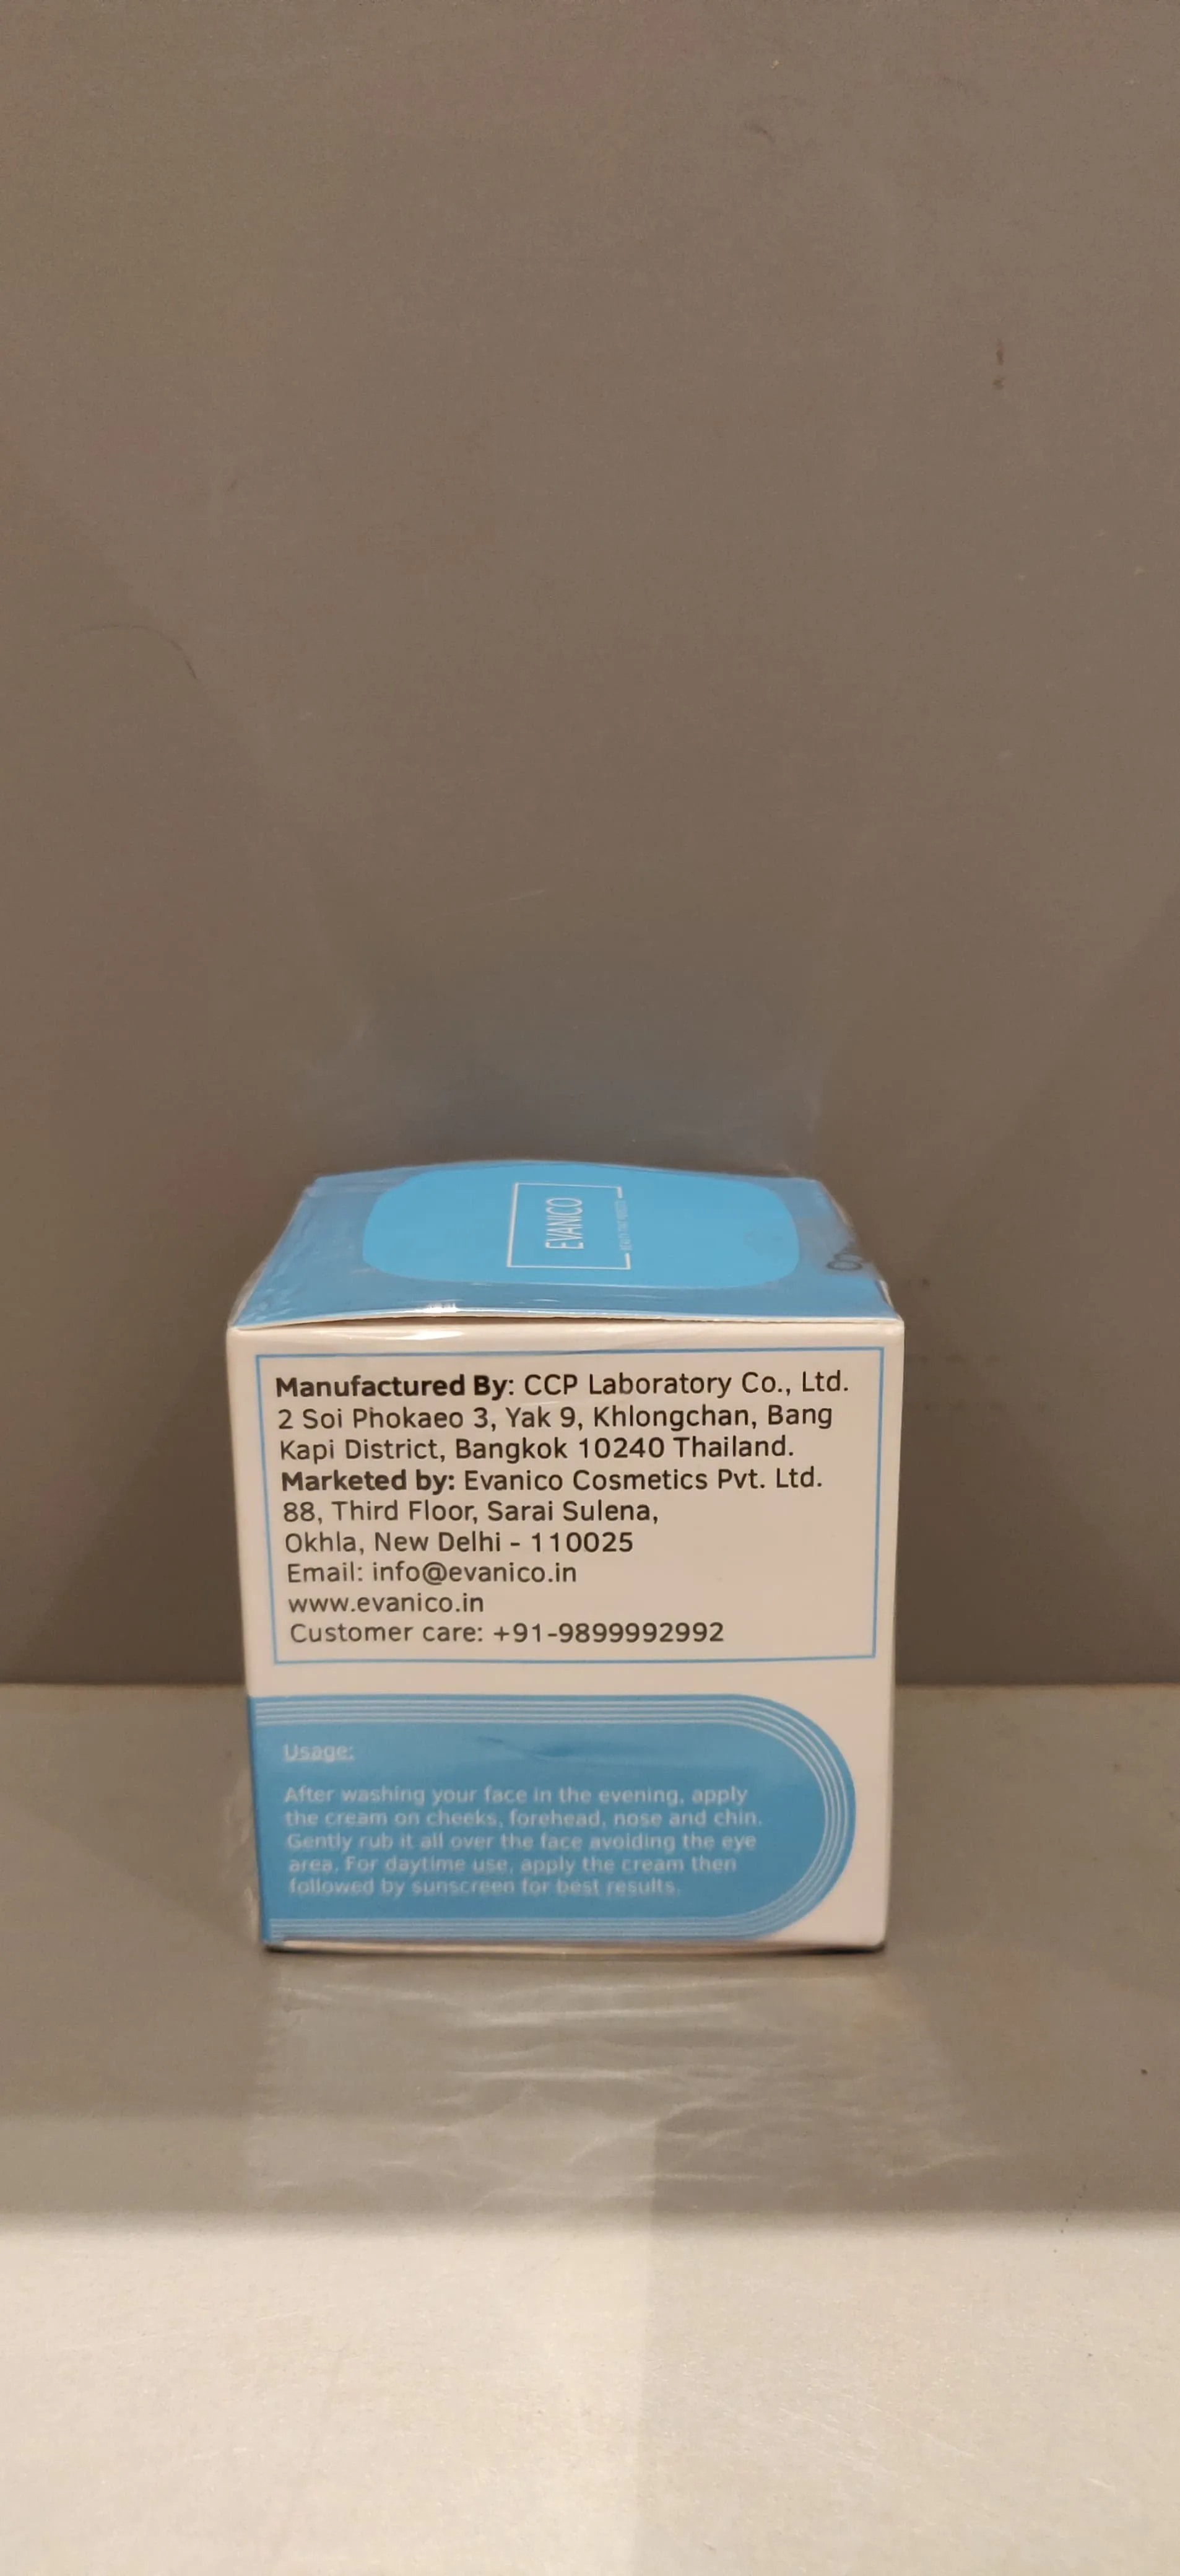 EVANICO
Manufactured By: CCP Laboratory Co., Ltd.
2 Soi Phokaeo 3, Yak 9, Khlongchan, Bang
Kapi District, Bangkok 10240 Thailand.
Marketed by: Evanico Cosmetics Pvt. Ltd.
88, Third Floor, Sarai Sulena,
Okhla, New Delhi - 110025
Email: info@evanico.in
www.evanico.in
Customer care: +91-9899992992
Usage:
After washing your face in the evening, apply
the cream on cheeks, forehead, nose and chin.
Gently rub it all over the face avoiding the eye
area. For daytime use, apply the cream then
followed by sunscreen for best results.